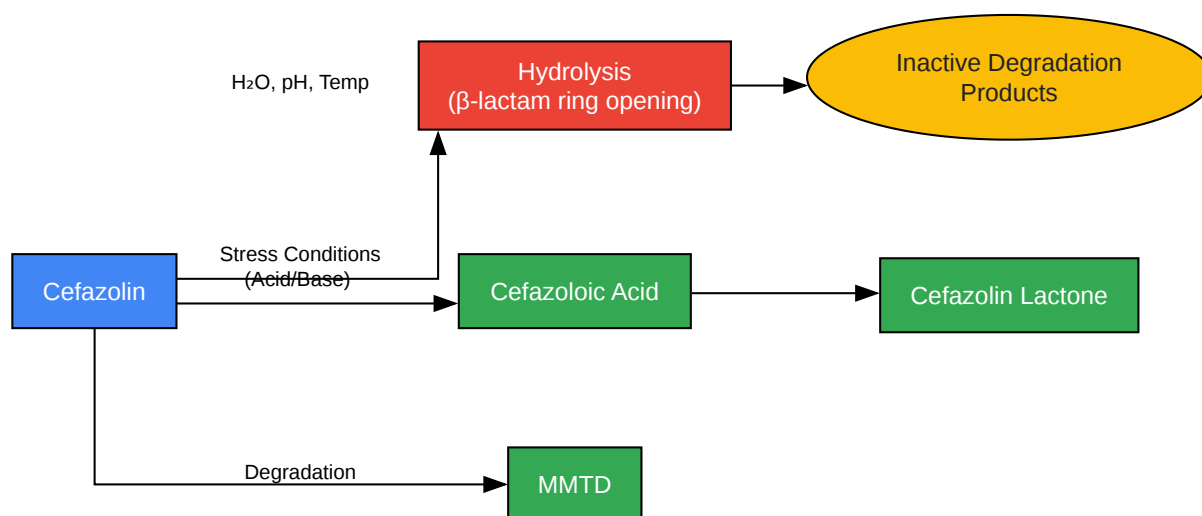 H₂O, pH, Temp
Hydrolysis
(β-lactam ring opening)
Inactive Degradation
Products
Cefazolin
Stress Conditions
(Acid/Base)
Cefazoloic Acid
Cefazolin Lactone
Degradation
MMTD